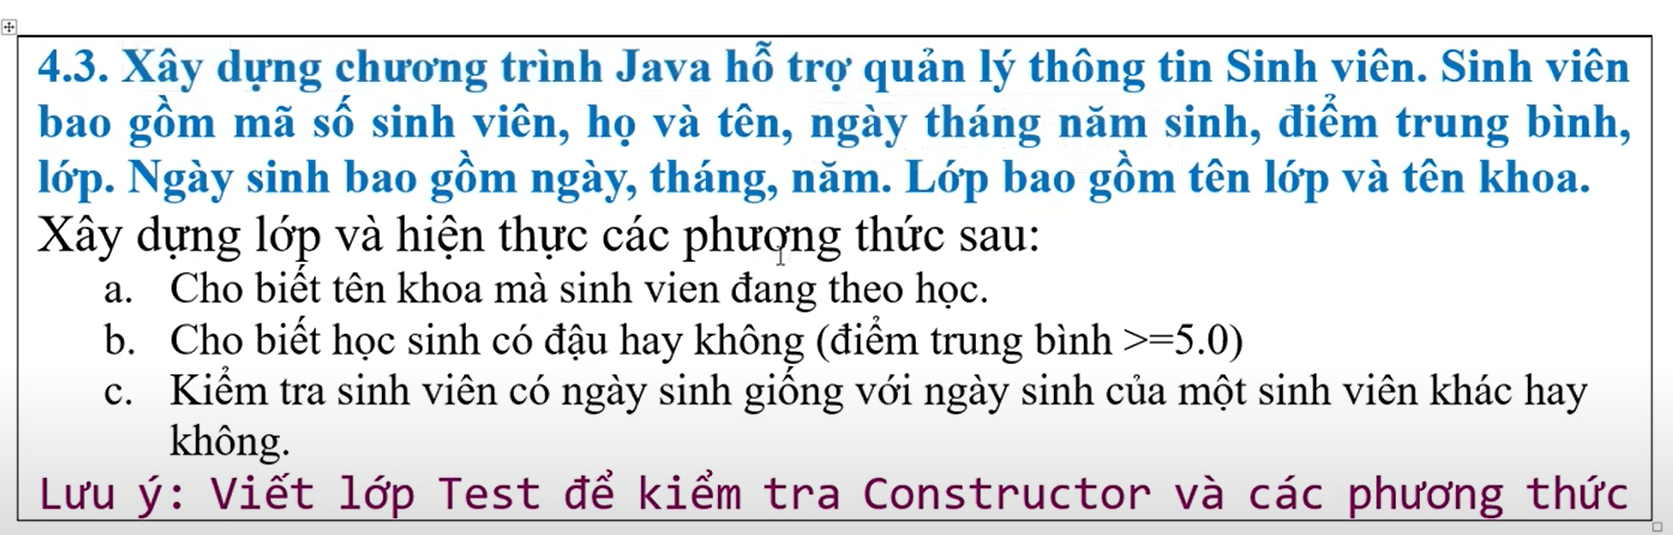 4.3. Xây dựng chương trình Java hỗ trợ quản lý thông tin Sinh viên. Sinh viên
bao gồm mã số sinh viên, họ và tên, ngày tháng năm sinh, điểm trung bình,
lớp. Ngày sinh bao gồm ngày, tháng, năm. Lớp bao gồm tên lớp và tên khoa.
Xây dựng lớp và hiện thực các phượng thức sau:
a. Cho biết tên khoa mà sinh vien đang theo học.
b. Cho biết học sinh có đậu hay không (điểm trung bình >=5.0)
c. Kiểm tra sinh viên có ngày sinh giống với ngày sinh của một sinh viên khác hay
không.
Lưu ý: Viết lớp Test để kiểm tra Constructor và các phương thức